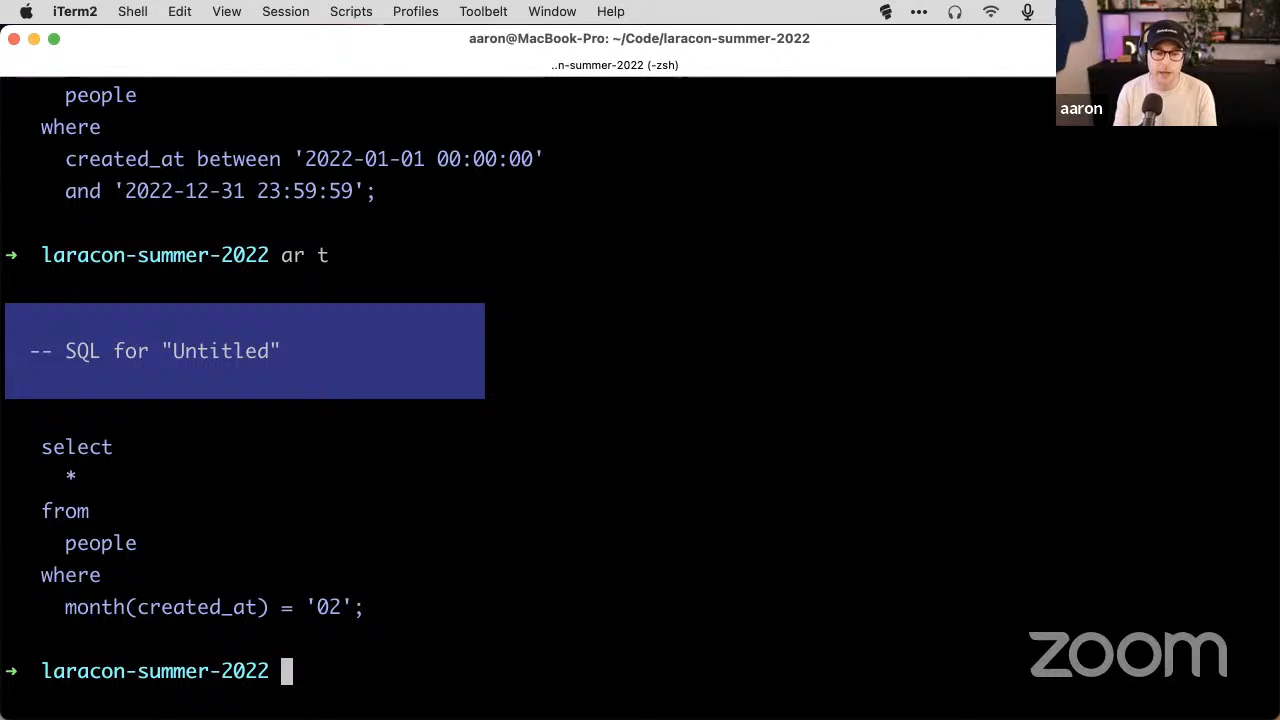 iTerm2 Shell Edit View Session Scripts Profiles Toolbelt Window Help
aaron@MacBook-Pro: ~/Code/laracon-summer-2022
..n-summer-2022 (-zsh)
aaron
people
where
created_at between '2022-01-01 00:00:00'
and '2022-12-31 23:59:59';
➜ laracon-summer-2022 ar t
-- SQL for "Untitled"
select
*
from
people
where
month(created_at) = '02';
➜ laracon-summer-2022
zoom